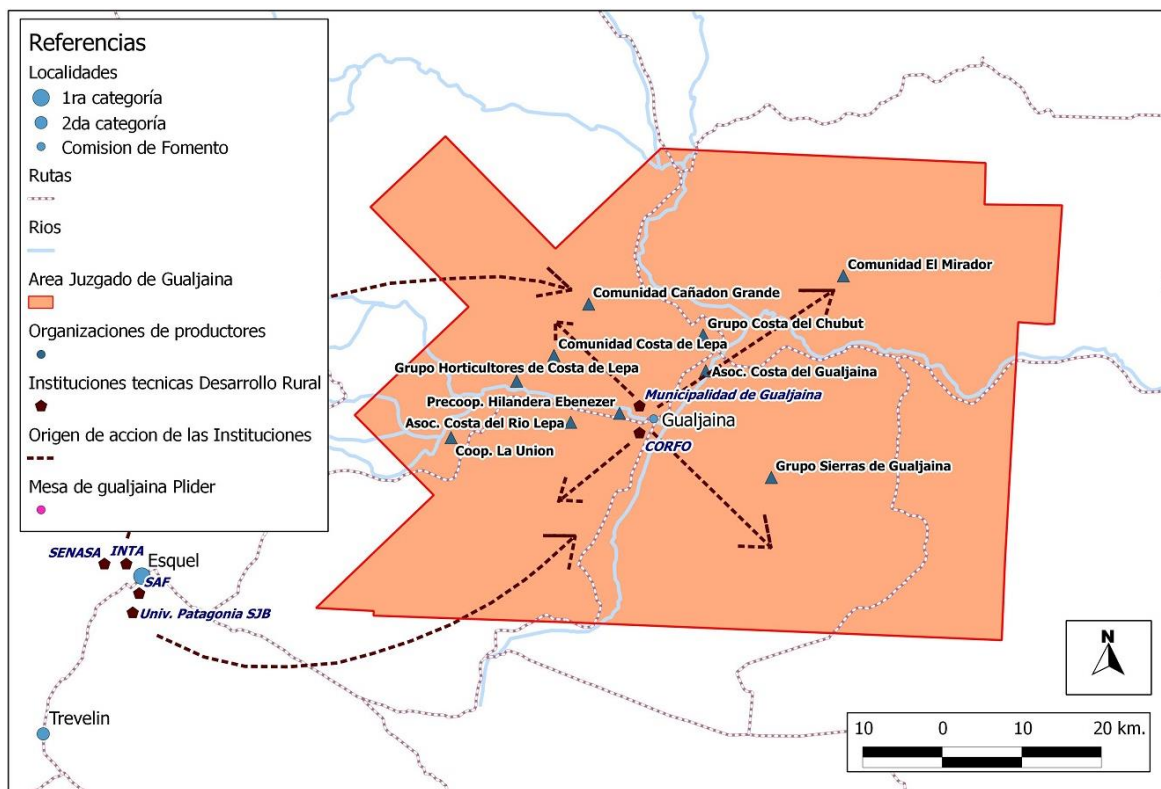 Referencias
Localidades
1ra categoría
2da categoría
Comision de Fomento
Rutas
Rios
Area Juzgado de Gualjaina
Organizaciones de productores
Instituciones tecnicas Desarrollo Rural
Origen de accion de las Instituciones
Mesa de gualjaina Plider
Comunidad El Mirador
Comunidad Cañadon Grande
Grupo Costa del Chubut
Comunidad Costa de Lepa
Grupo Horticultores de Costa de Lepa
Asoc. Costa del Gualjaina
Municipalidad de Gualjaina
Precoop. Hilandera Ebenezer
Asoc. Costa del Rio Lepa
Gualjaina
Coop. La Union
CORFO
Grupo Sierras de Gualjaina
SENASA
INTA
Esquel
SAF
Univ. Patagonia SJB
Trevelin
N
10 0 10 20 km.